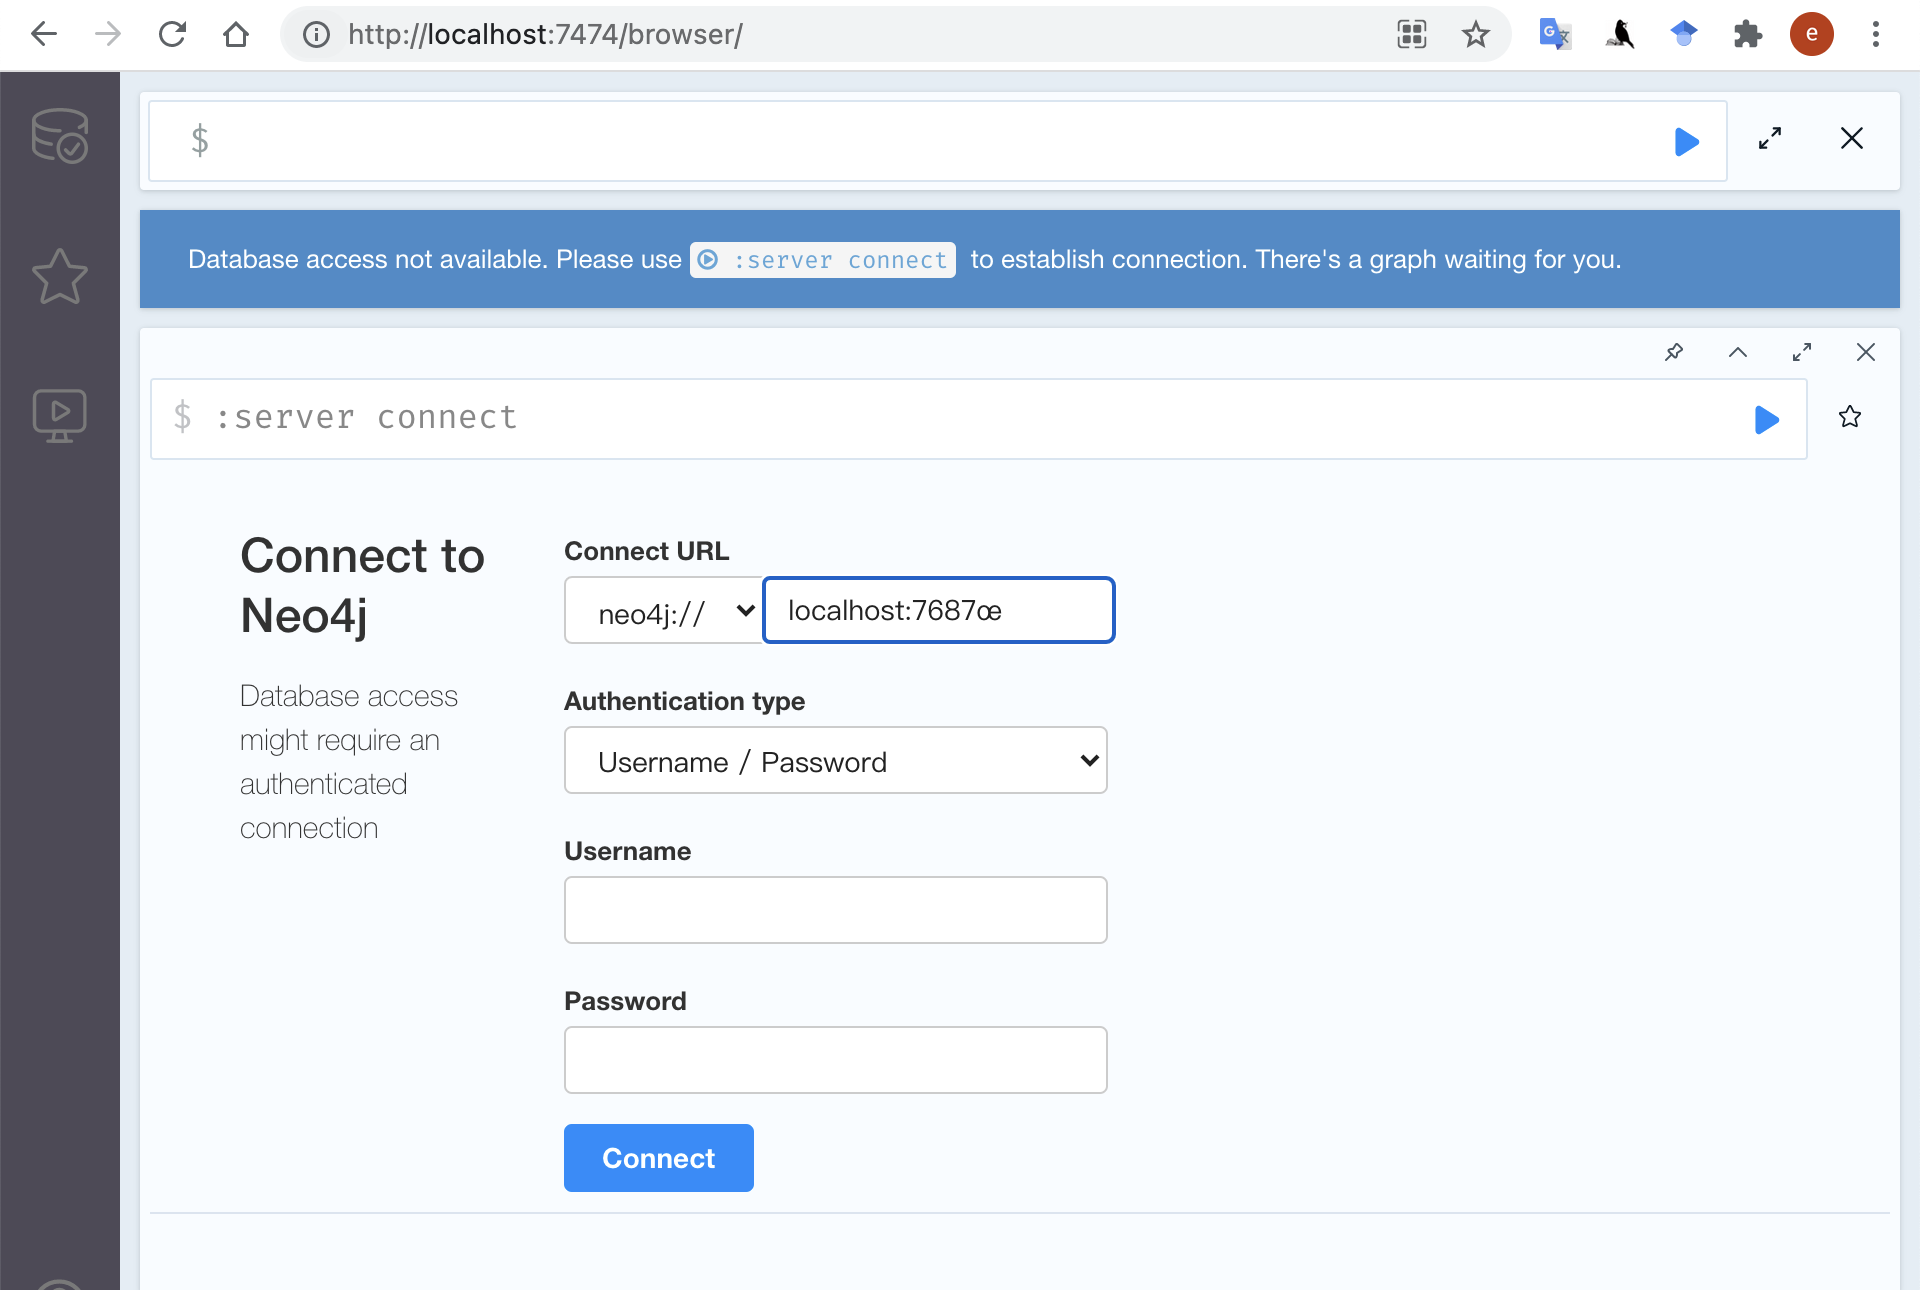 http://localhost:7474/browser/
e
$
Database access not available. Please use :server connect to establish connection. There's a graph waiting for you.
$ :server connect
Connect to
Neo4j
Database access
might require an
authenticated
connection
Connect URL
neo4j://
localhost:7687œ
Authentication type
Username / Password
Username
Password
Connect